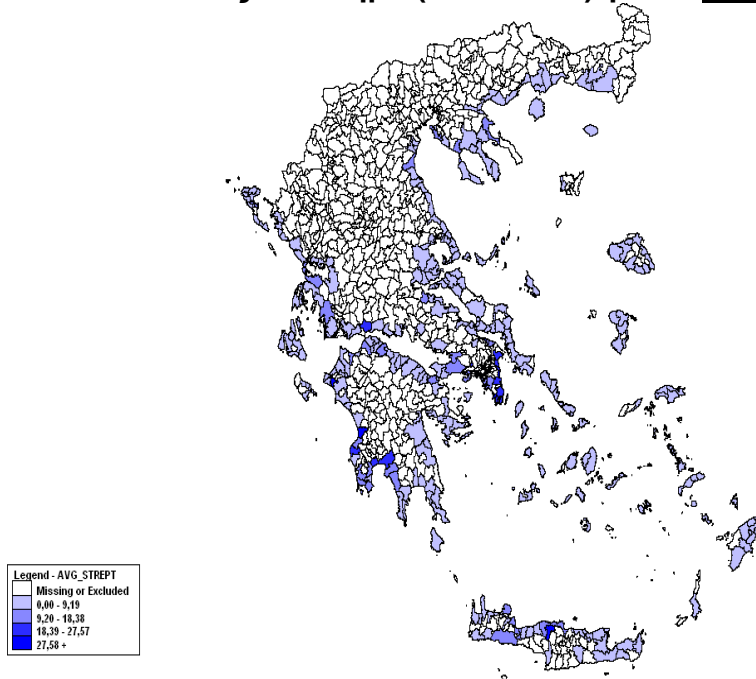 Legend - AVG_STREPT
Missing or Excluded
0,00 - 9,19
9,20 - 18,38
18,39 - 27,57
27,58 +